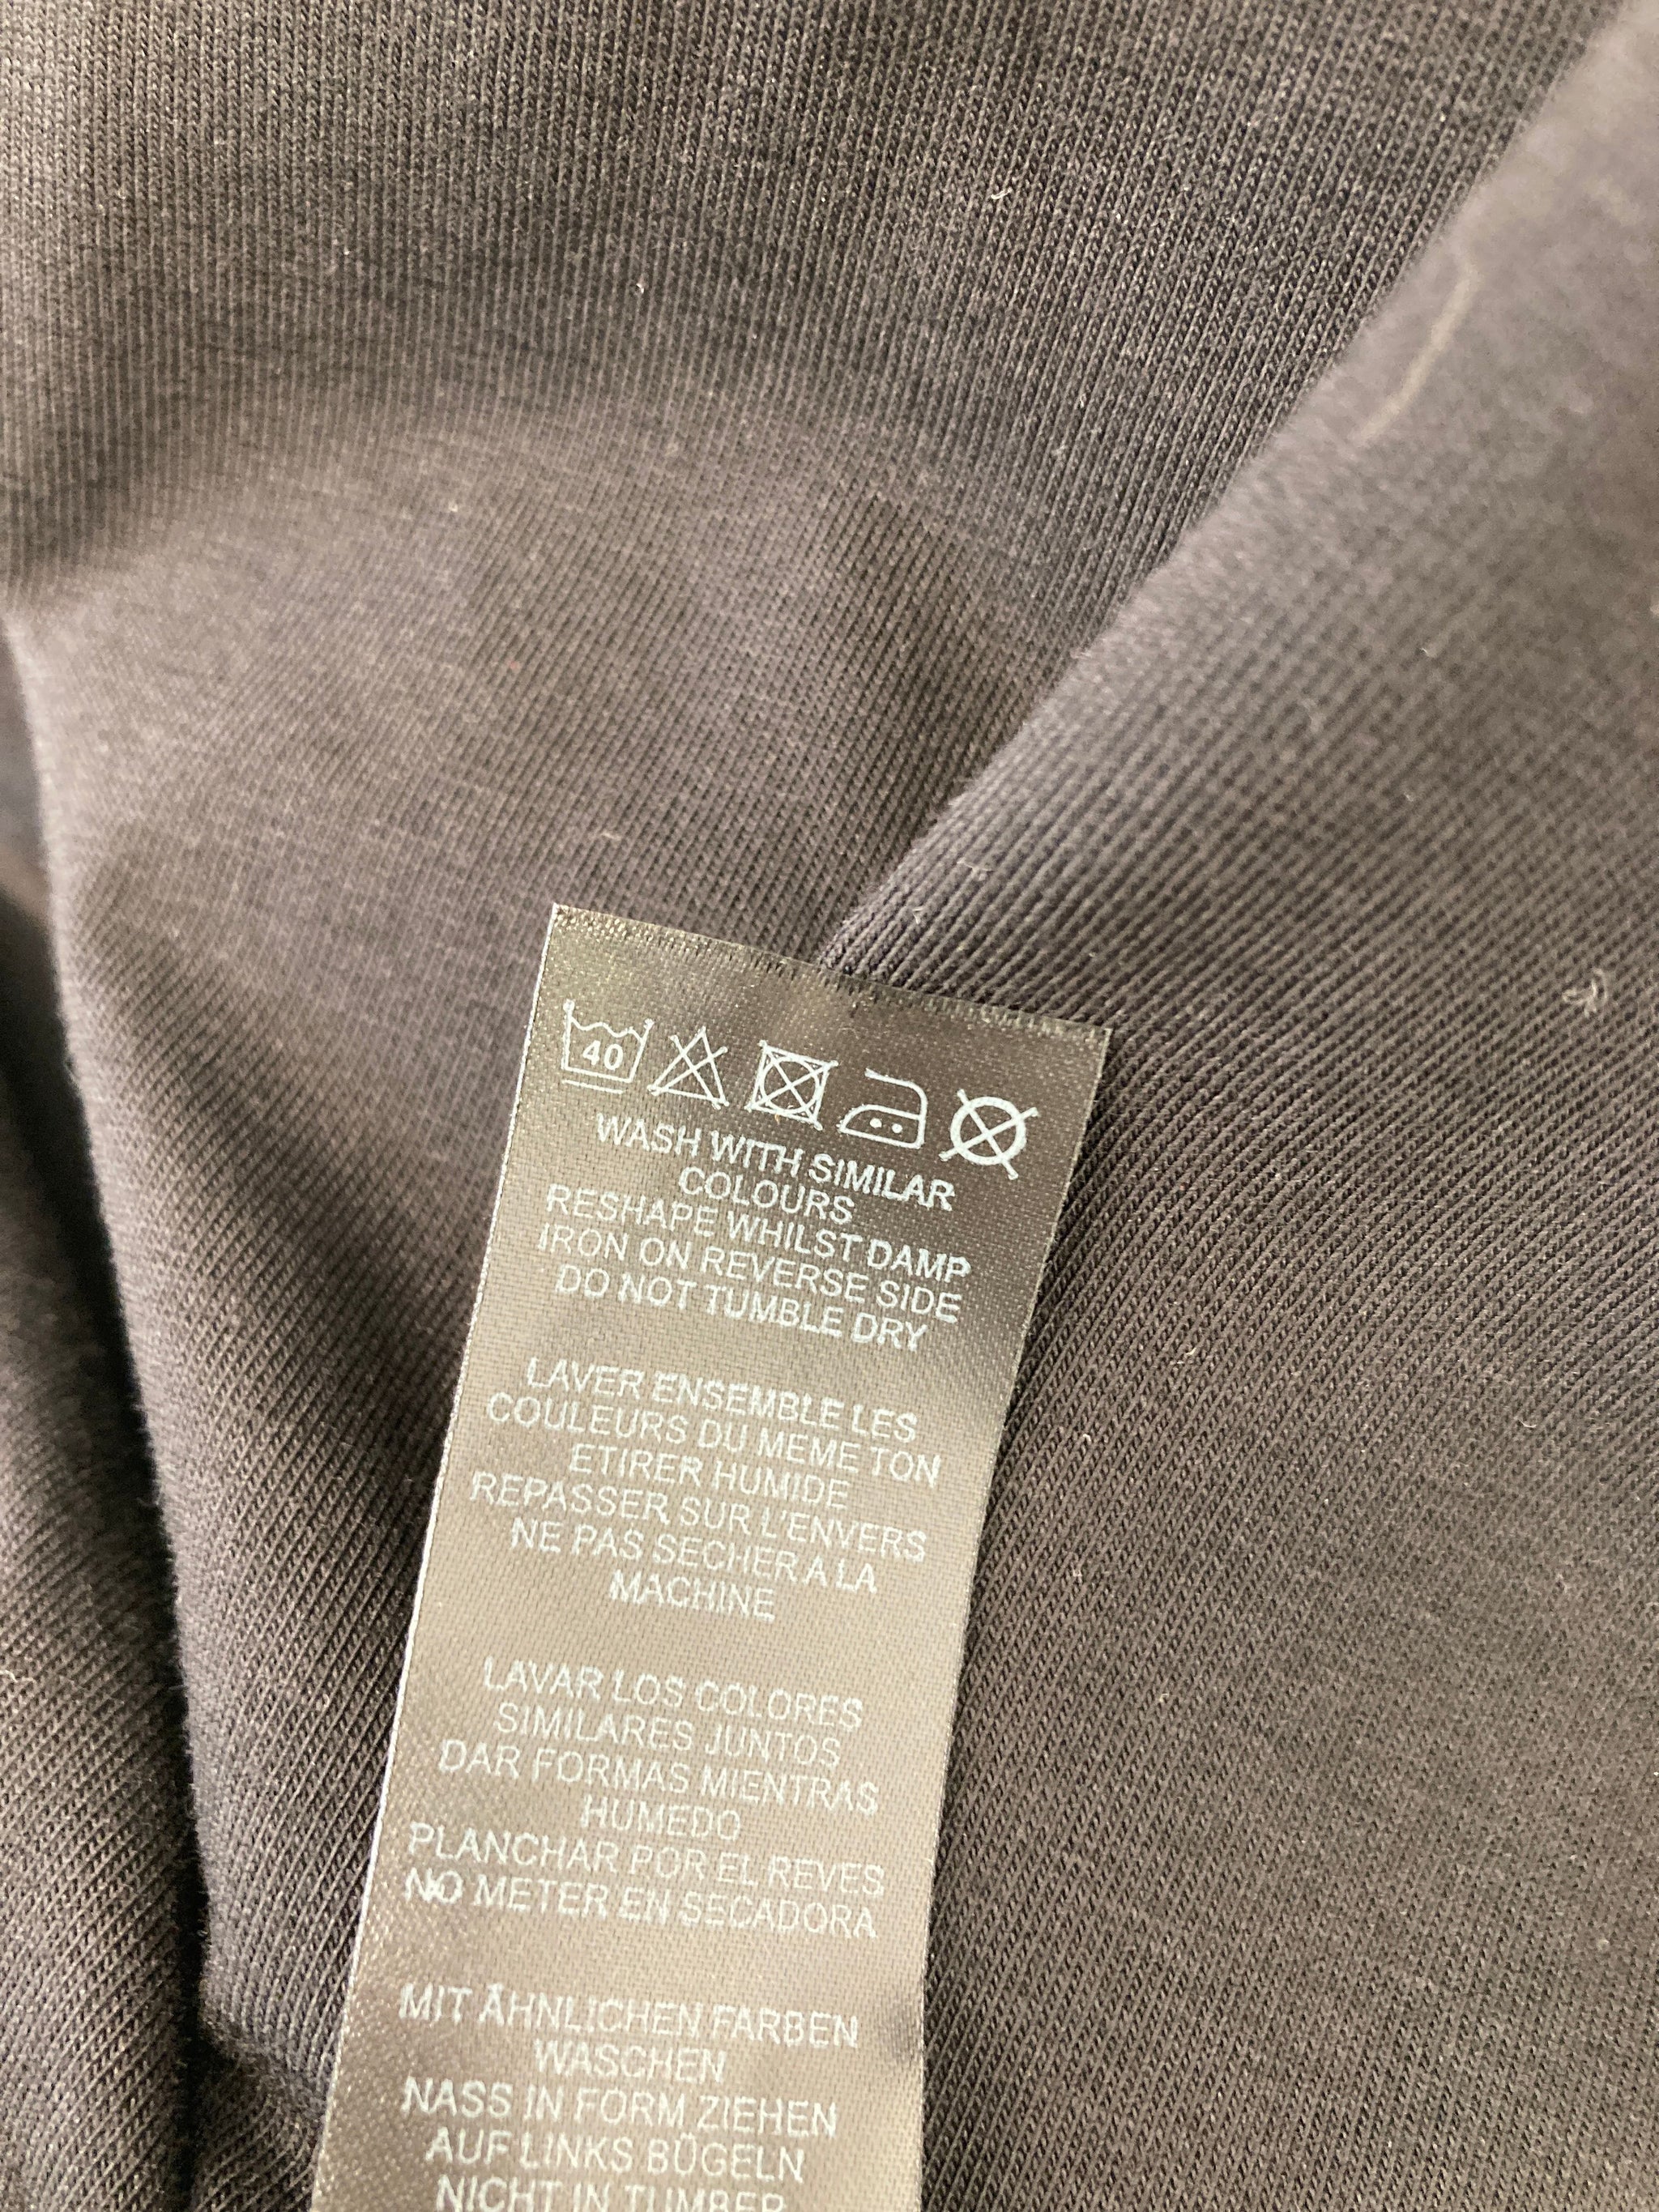 40
WASH WITH SIMILAR
COLOURS
RESHAPE WHILST DAMP
IRON ON REVERSE SIDE
DO NOT TUMBLE DRY
LAVER ENSEMBLE LES
COULEURS DU MEME TON
ETIRER HUMIDE
REPASSER SUR L'ENVERS
NE PAS SECHER A LA
MACHINE
LAVAR LOS COLORES
SIMILARES JUNTOS
DAR FORMAS MIENTRAS
HUMEDO
PLANCHAR POR EL REVES
NO METER EN SECADORA
MIT ÄHNLICHEN FARBEN
WASCHEN
NASS IN FORM ZIEHEN
AUF LINKS BÜGELN
NICHT IN TUMBER